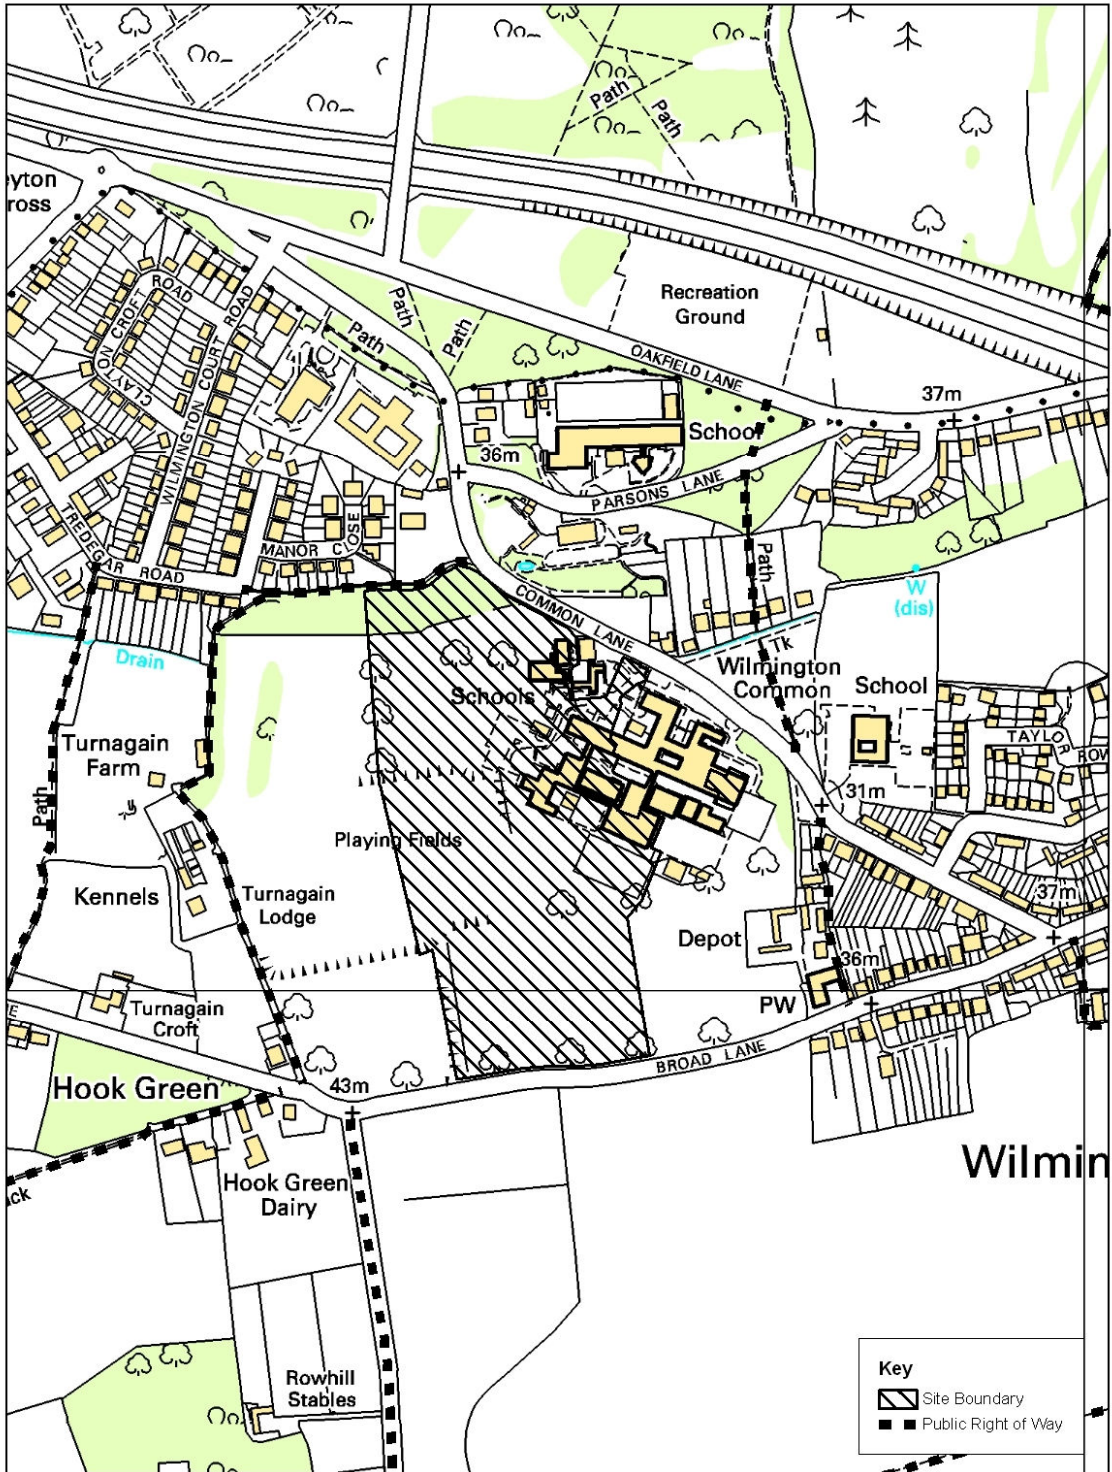 Path
Path
eyton
ross
Recreation
Ground
CLAYTON CROFT ROAD
WILMINGTON COURT ROAD
Path
Path
Path
OAKFIELD LANE
37m
School
36m
PARSONS LANE
TREDEGAR ROAD
MANOR CLOSE
Path
COMMON LANE
W
(dis)
Drain
Tk
Wilmington
Common
School
Schools
TAYLOR ROW
Turnagain
Farm
Path
31m
Playing Fields
Kennels
Turnagain
Lodge
37m
Depot
36m
PW
Turnagain
Croft
E
BROAD LANE
Hook Green
43m
Wilmin
ck
Hook Green
Dairy
Rowhill
Stables
Key
Site Boundary
Public Right of Way